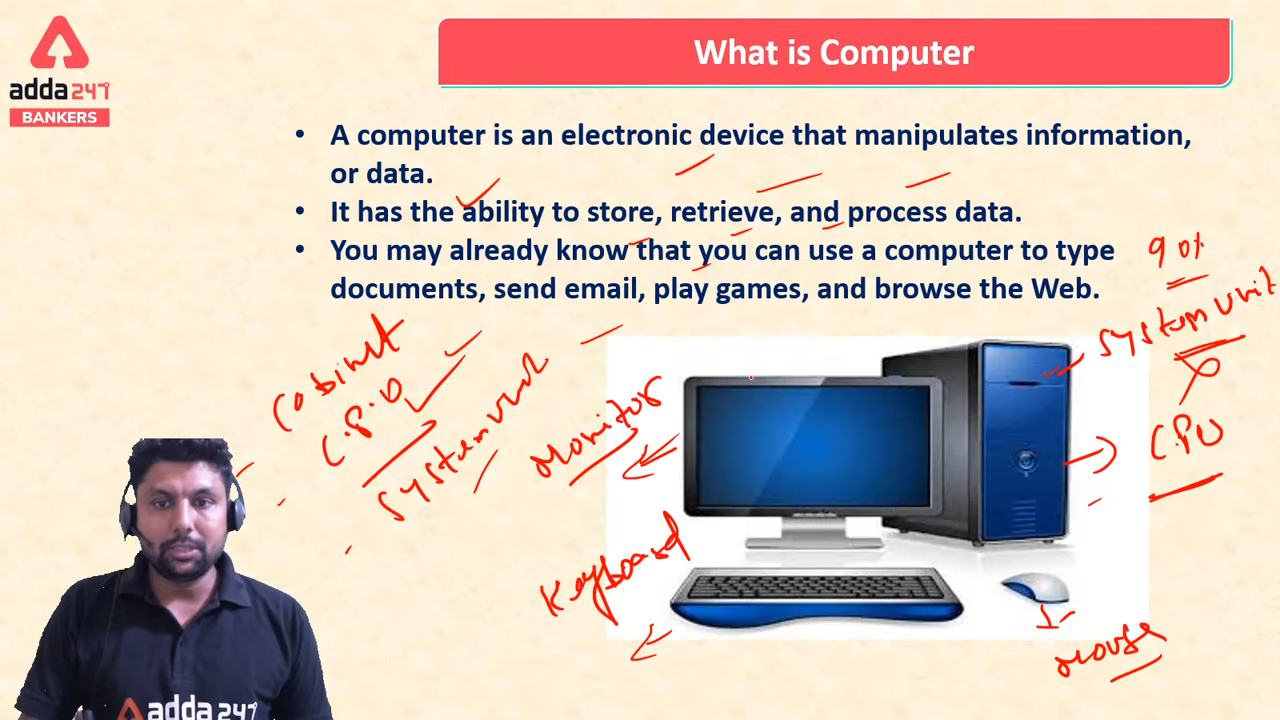 adda247
BANKERS
What is Computer
• A computer is an electronic device that manipulates information,
or data.
• It has the ability to store, retrieve, and process data.
• You may already know that you can use a computer to type
documents, send email, play games, and browse the Web.
90%
System Unit
Cabinet
C.P.U
System Unit
Monitor
C.P.U
Keyboard
Mouse
adda247